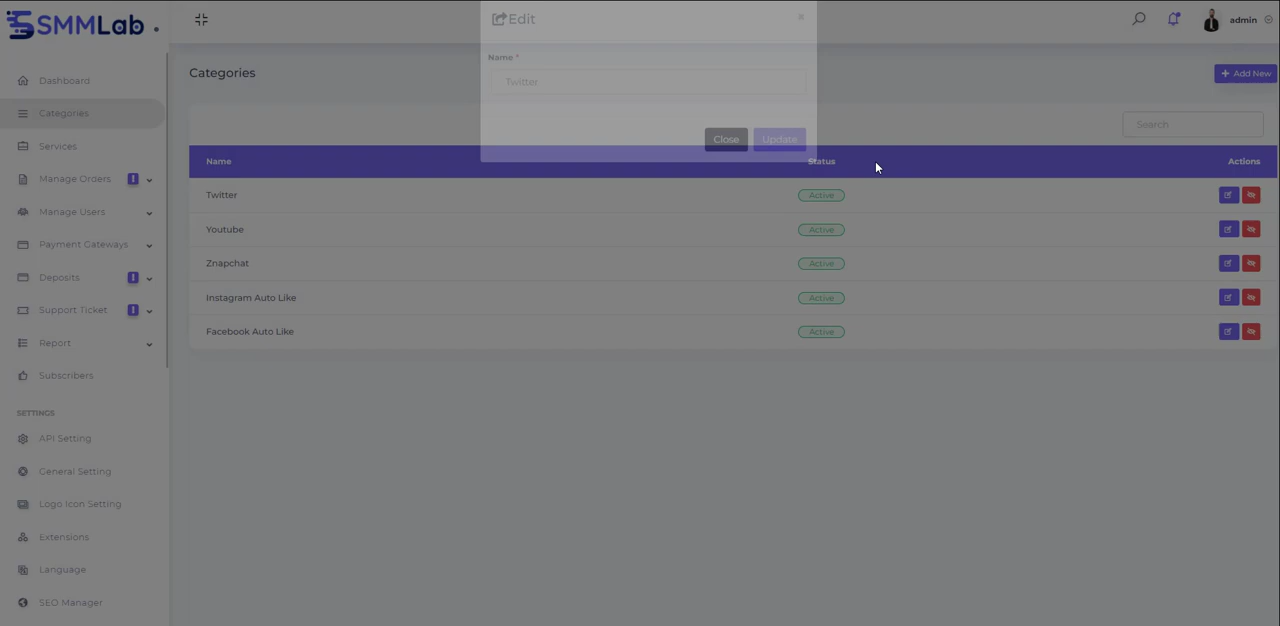 SMMLab
Edit
×
admin
Name *
Categories
+ Add New
Dashboard
Twitter
Categories
Search
Close
Update
Services
Name
Status
Actions
Manage Orders
!
Twitter
Active
Manage Users
Youtube
Active
Payment Gateways
Znapchat
Active
Deposits
!
Instagram Auto Like
Active
Support Ticket
!
Facebook Auto Like
Active
Report
Subscribers
SETTINGS
API Setting
General Setting
Logo Icon Setting
Extensions
Language
SEO Manager